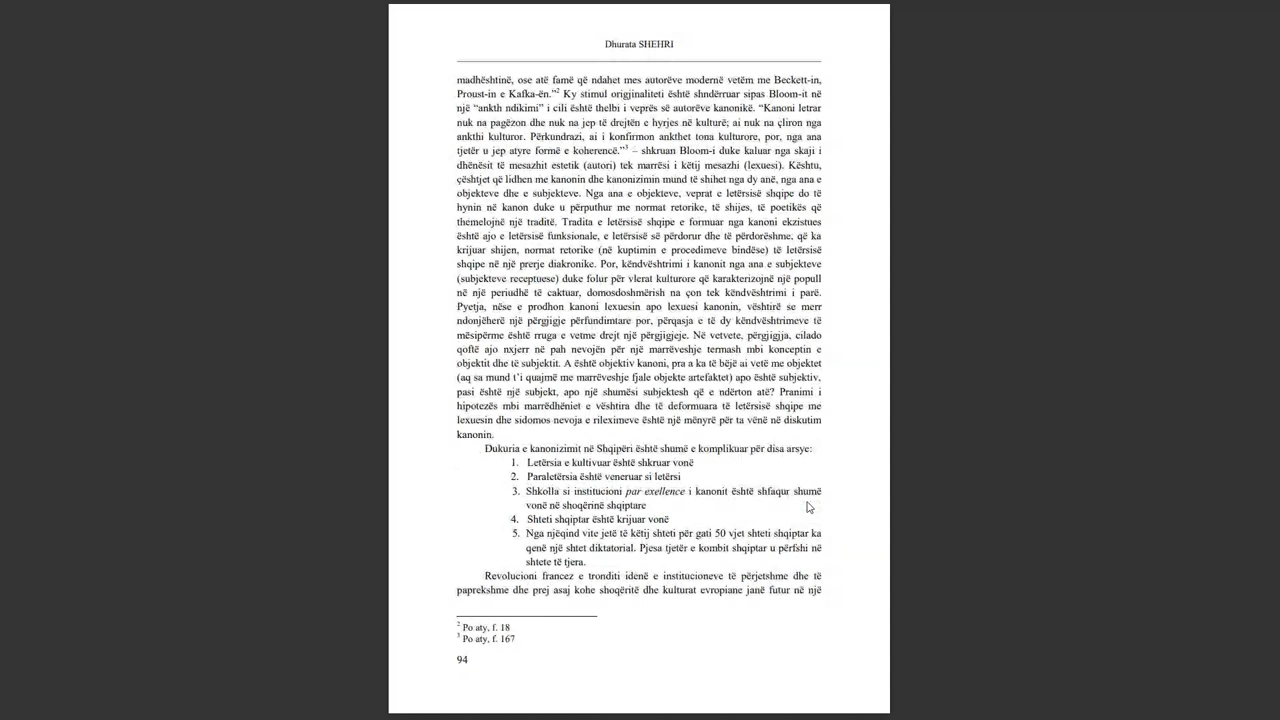 Dhurata SHEHRI
madhështinë, ose atë famë që ndahet mes autorëve modernë vetëm me Beckett-in,
Proust-in e Kafka-ën.”2 Ky stimul origjinaliteti është shndërruar sipas Bloom-it në
një “ankth ndikimi” i cili është thelbi i veprës së autorëve kanonikë. “Kanoni letrar
nuk na pagëzon dhe nuk na jep të drejtën e hyrjes në kulturë; ai nuk na çliron nga
ankthi kulturor. Përkundrazi, ai i konfirmon ankthet tona kulturore, por, nga ana
tjetër u jep atyre formë e koherencë.”3 – shkruan Bloom-i duke kaluar nga skaji i
dhënësit të mesazhit estetik (autori) tek marrësi i këtij mesazhi (lexuesi). Kështu,
çështjet që lidhen me kanonin dhe kanonizimin mund të shihet nga dy anë, nga ana e
objekteve dhe e subjekteve. Nga ana e objekteve, veprat e letërsisë shqipe do të
hynin në kanon duke u përputhur me normat retorike, të shijes, të poetikës që
themelojnë një traditë. Tradita e letërsisë shqipe e formuar nga kanoni ekzistues
është ajo e letërsisë funksionale, e letërsisë së përdorur dhe të përdorëshme, që ka
krijuar shijen, normat retorike (në kuptimin e procedimeve bindëse) të letërsisë
shqipe në një prerje diakronike. Por, këndvështrimi i kanonit nga ana e subjekteve
(subjekteve receptuese) duke folur për vlerat kulturore që karakterizojnë një popull
në një periudhë të caktuar, domosdoshmërish na çon tek këndvështrimi i parë.
Pyetja, nëse e prodhon kanoni lexuesin apo lexuesi kanonin, vështirë se merr
ndonjëherë një përgjigje përfundimtare por, përqasja e të dy këndvështrimeve të
mësipërme është rruga e vetme drejt një përgjigjeje. Në vetvete, përgjigjja, cilado
qoftë ajo nxjerr në pah nevojën për një marrëveshje termash mbi konceptin e
objektit dhe të subjektit. A është objektiv kanoni, pra a ka të bëjë ai vetë me objektet
(aq sa mund t’i quajmë me marrëveshje fjale objekte artefaktet) apo është subjektiv,
pasi është një subjekt, apo një shumësi subjektesh që e ndërton atë? Pranimi i
hipotezës mbi marrëdhëniet e vështira dhe të deformuara të letërsisë shqipe me
lexuesin dhe sidomos nevoja e rileximeve është një mënyrë për ta vënë në diskutim
kanonin.
Dukuria e kanonizimit në Shqipëri është shumë e komplikuar për disa arsye:
1. Letërsia e kultivuar është shkruar vonë
2. Paraletërsia është veneruar si letërsi
3. Shkolla si institucioni par exellence i kanonit është shfaqur shumë
vonë në shoqërinë shqiptare
4. Shteti shqiptar është krijuar vonë
5. Nga njëqind vite jetë të këtij shteti për gati 50 vjet shteti shqiptar ka
qenë një shtet diktatorial. Pjesa tjetër e kombit shqiptar u përfshi në
shtete të tjera.
Revolucioni francez e tronditi idenë e institucioneve të përjetshme dhe të
paprekshme dhe prej asaj kohe shoqëritë dhe kulturat evropiane janë futur në një
2 Po aty, f. 18
3 Po aty, f. 167
94